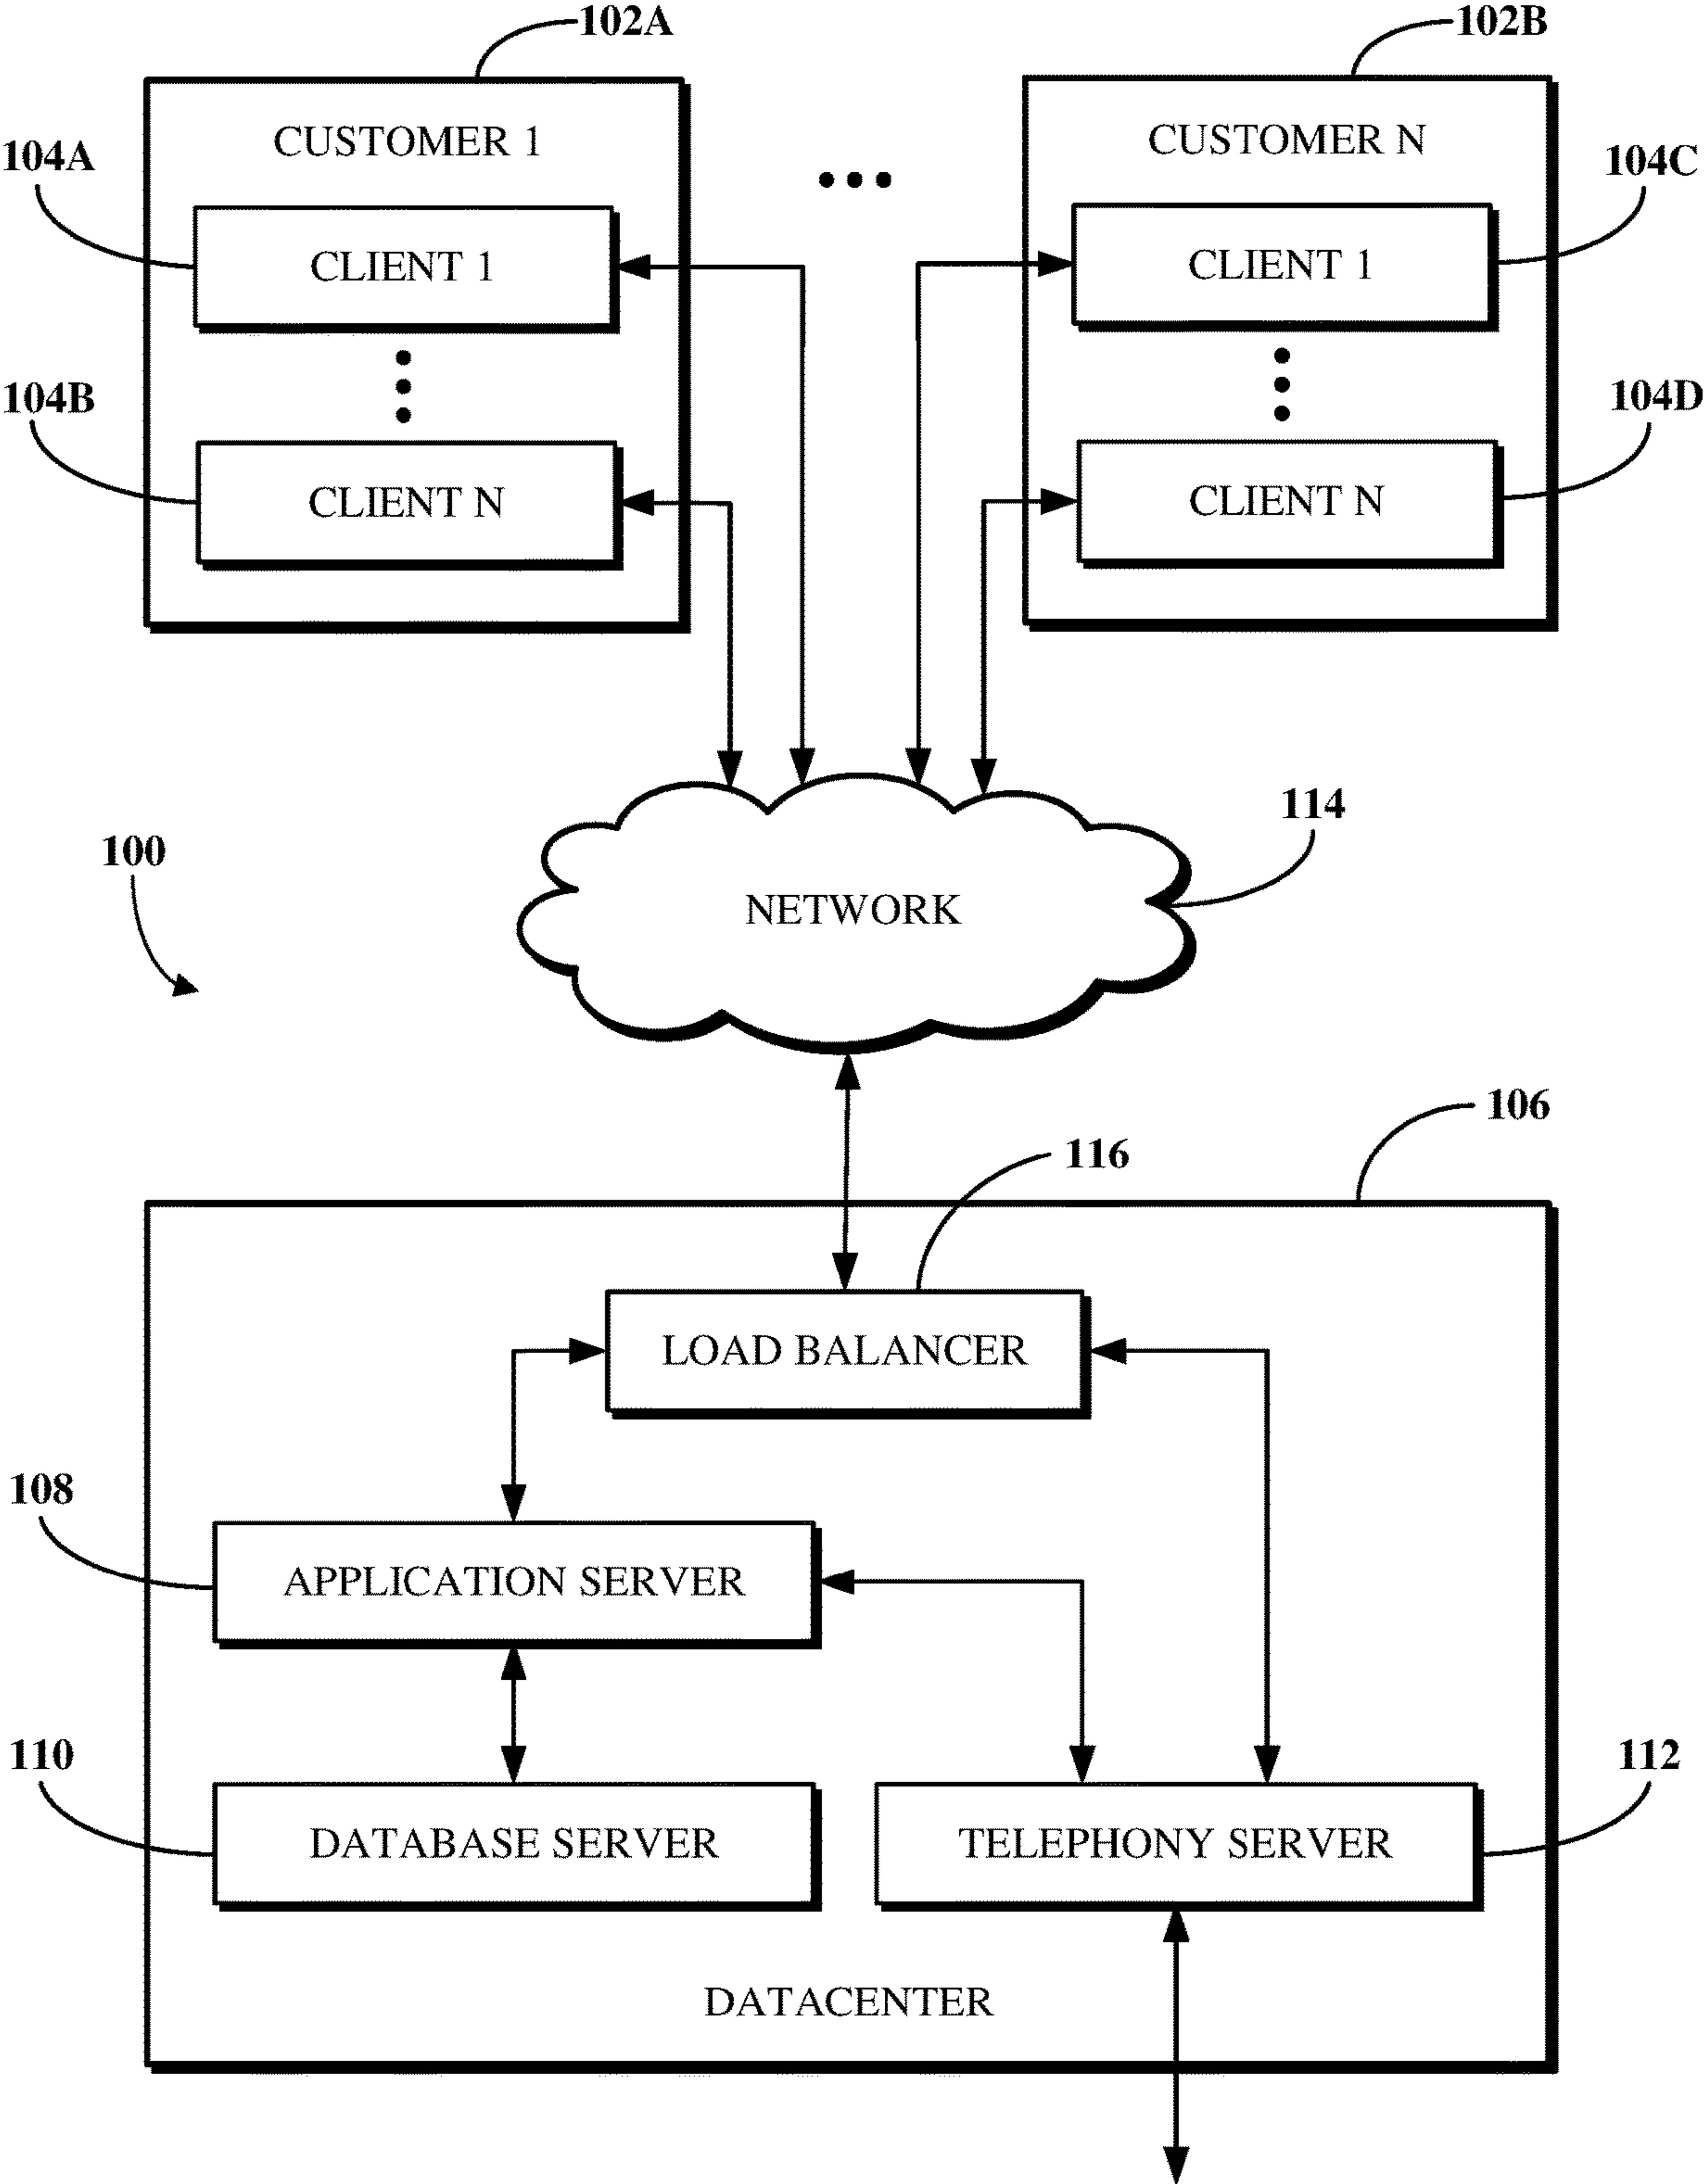 102A
102B
CUSTOMER 1
CUSTOMER N
104A
104C
CLIENT 1
CLIENT 1
104B
104D
CLIENT N
CLIENT N
114
100
NETWORK
106
116
LOAD BALANCER
108
APPLICATION SERVER
110
112
DATABASE SERVER
TELEPHONY SERVER
DATACENTER